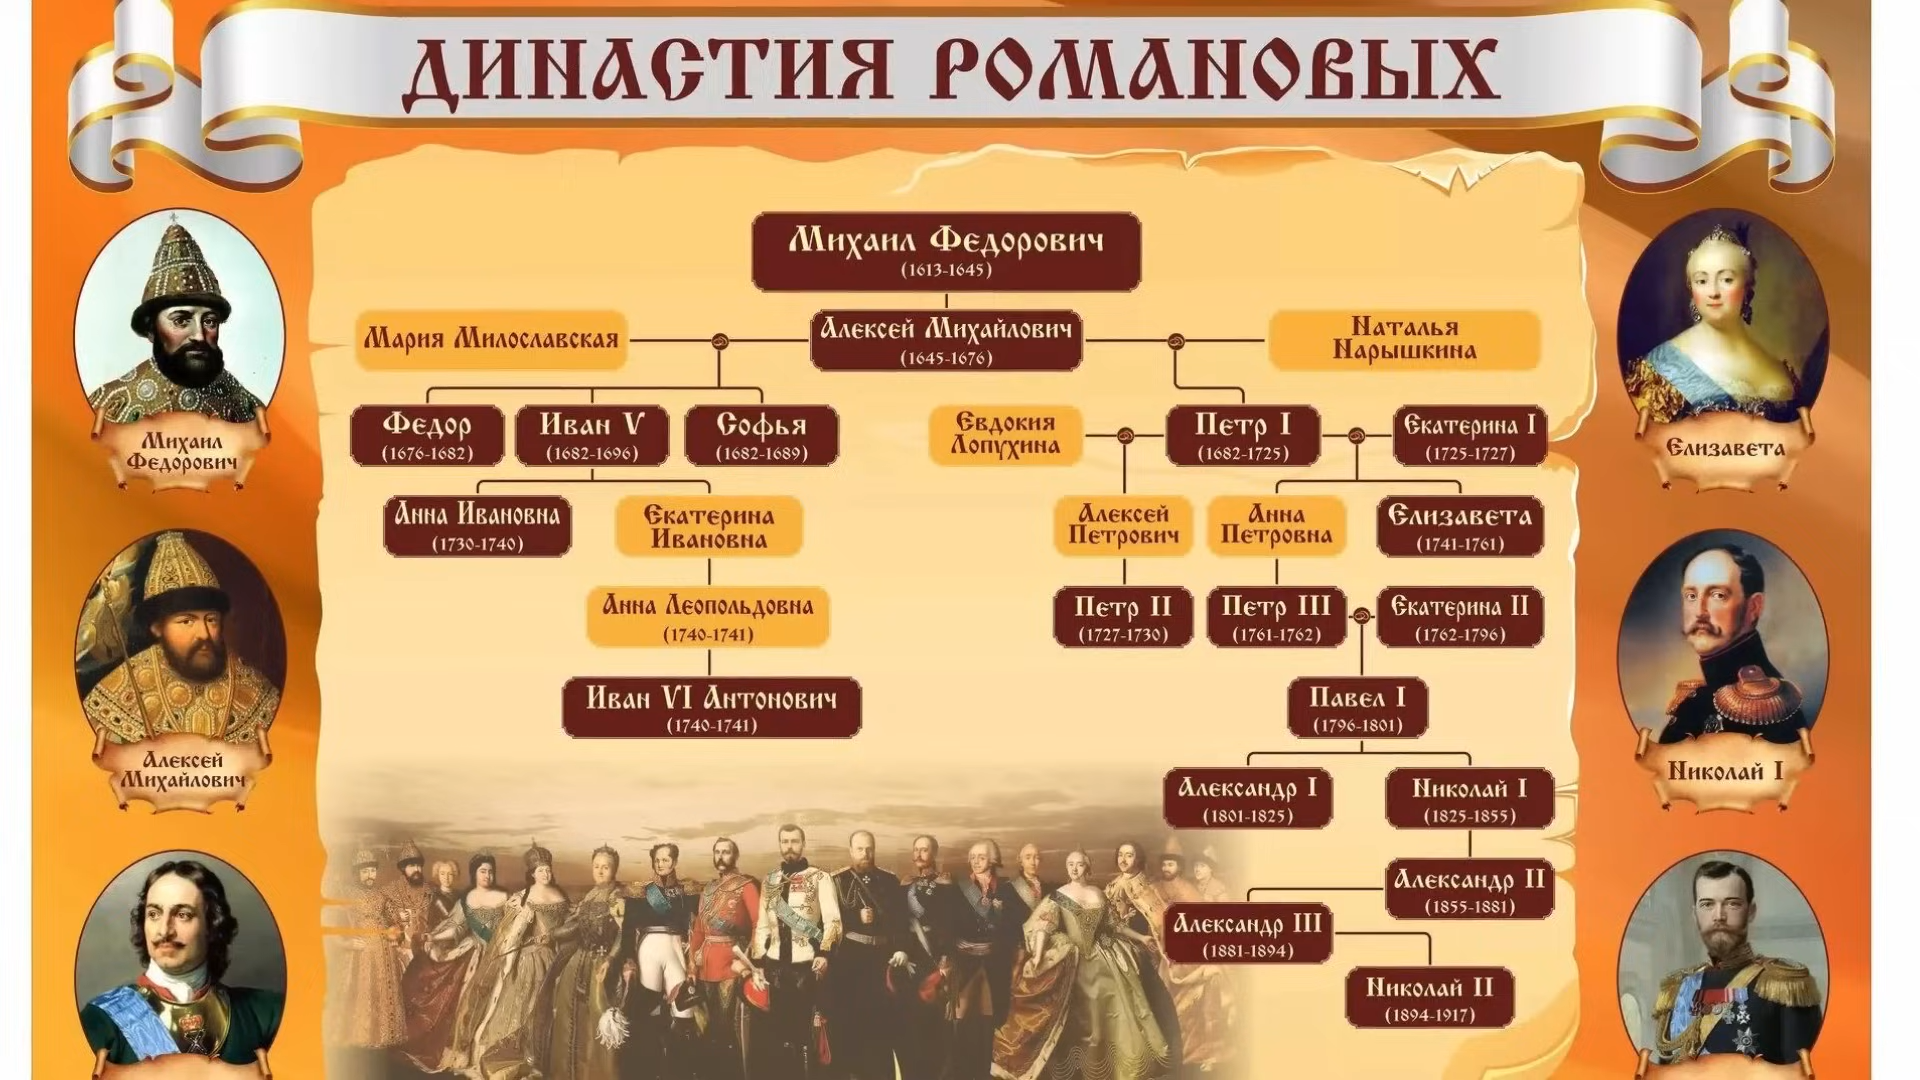 ДИНАСТИЯ РОМАНОВЫХ
Михаил Федорович
(1613-1645)
Мария Милославская
Алексей Михайлович
(1645-1676)
Наталья
Нарышкина
Федор
(1676-1682)
Иван V
(1682-1696)
Софья
(1682-1689)
Евдокия
Лопухина
Петр I
(1682-1725)
Екатерина I
(1725-1727)
Анна Ивановна
(1730-1740)
Екатерина
Ивановна
Алексей
Петрович
Анна
Петровна
Елизавета
(1741-1761)
Анна Леопольдовна
(1740-1741)
Петр II
(1727-1730)
Петр III
(1761-1762)
Екатерина II
(1762-1796)
Иван VI Антонович
(1740-1741)
Павел I
(1796-1801)
Александр I
(1801-1825)
Николай I
(1825-1855)
Александр II
(1855-1881)
Александр III
(1881-1894)
Николай II
(1894-1917)
Михаил
Федорович
Алексей
Михайлович
Елизавета
Николай I